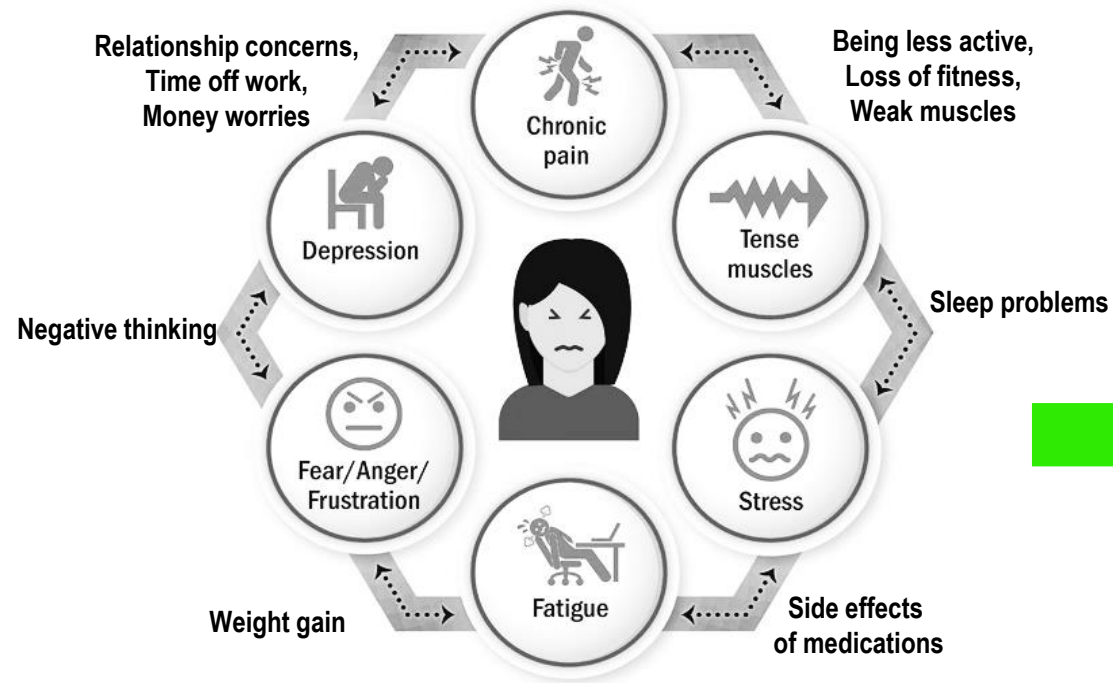 Relationship concerns,
Time off work,
Money worries
Being less active,
Loss of fitness,
Weak muscles
Chronic
pain
Depression
Tense
muscles
Negative thinking
Sleep problems
Fear/Anger/
Frustration
Stress
Fatigue
Weight gain
Side effects
of medications